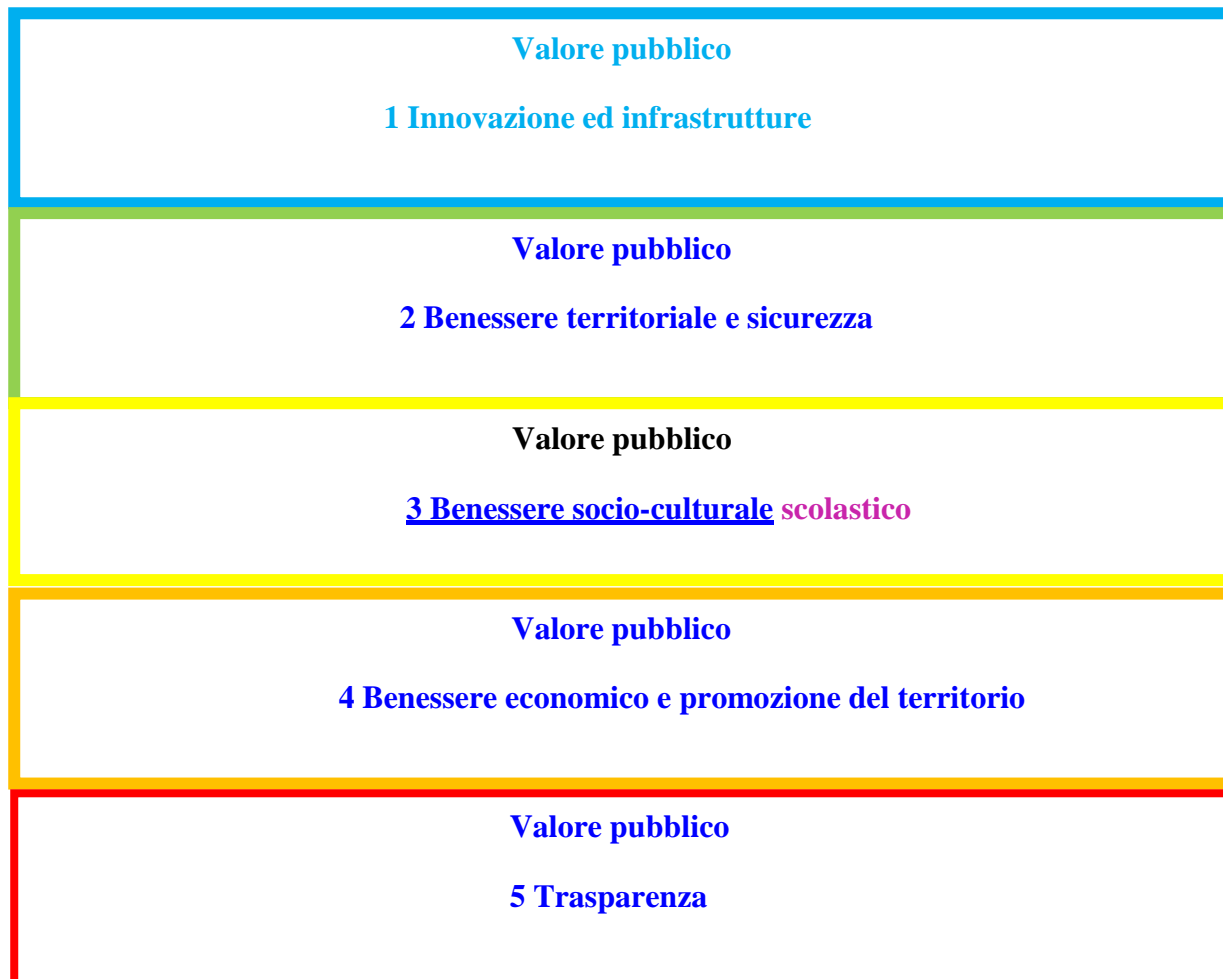 Valore pubblico
1 Innovazione ed infrastrutture
Valore pubblico
2 Benessere territoriale e sicurezza
Valore pubblico
3 Benessere socio-culturale scolastico
Valore pubblico
4 Benessere economico e promozione del territorio
Valore pubblico
5 Trasparenza